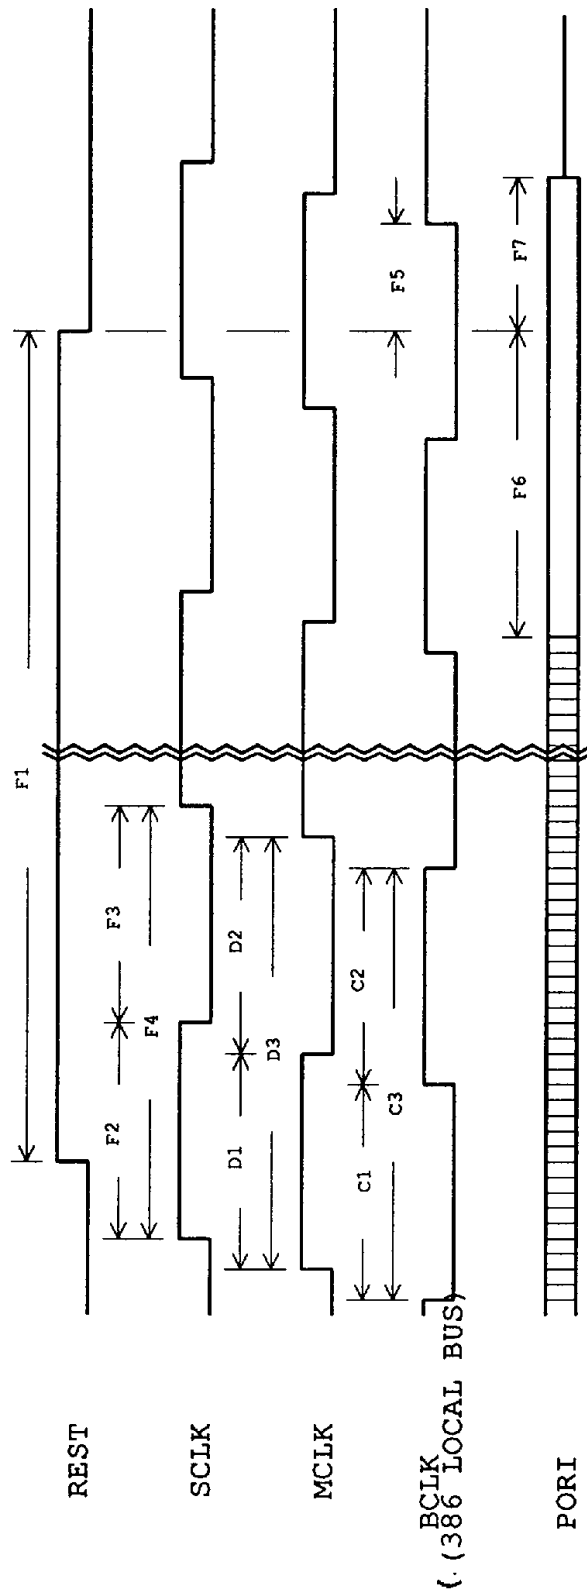 REST
F1
SCLK
F2
F3
F4
MCLK
D1
D2
D3
BCLK
(.(386 LOCAL BUS)
C1
C2
C3
F5
PORI
F6
F7